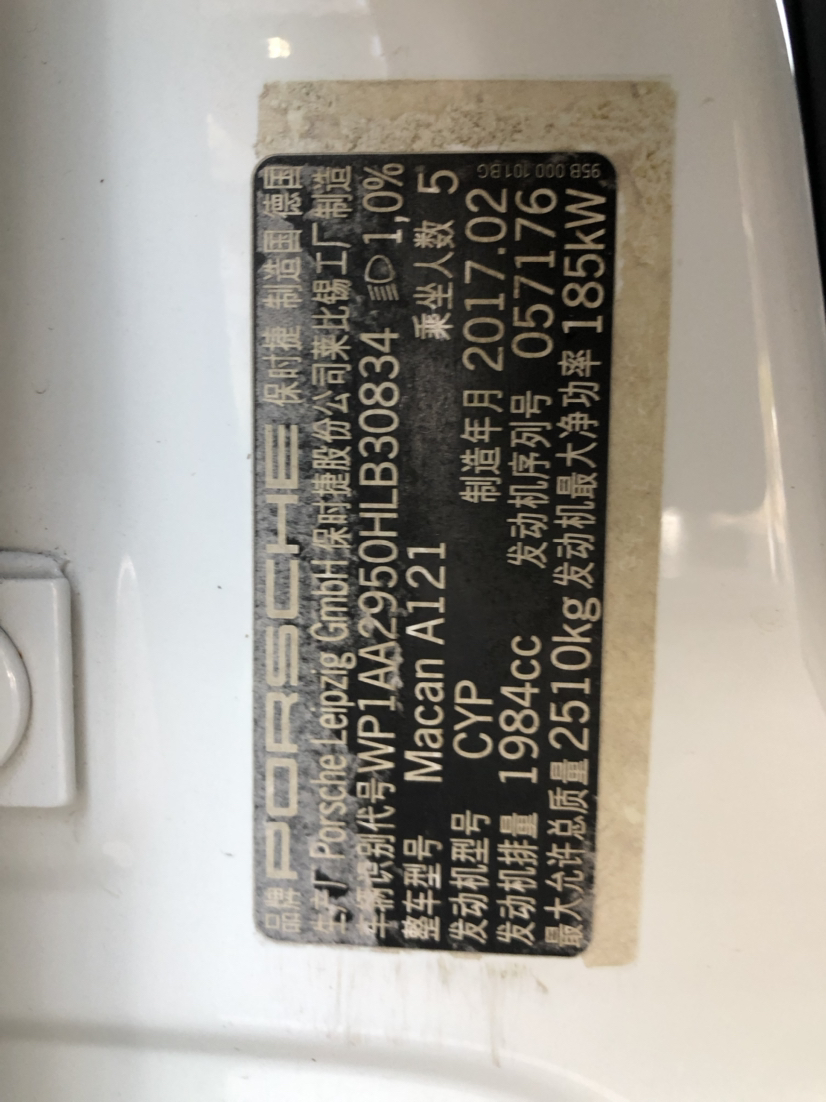 品牌 PORSCHE 保时捷 制造国 德国
生产厂 Porsche Leipzig GmbH 保时捷股份公司莱比锡工厂 制造
车辆识别代号 WP1AA2950HLB30834 1,0%
整车型号 Macan A121 乘坐人数 5
发动机型号 CYP 制造年月 2017.02
发动机排量 1984cc 发动机序列号 057176
最大允许总质量 2510kg 发动机最大净功率 185kW
95B 000 101 BG